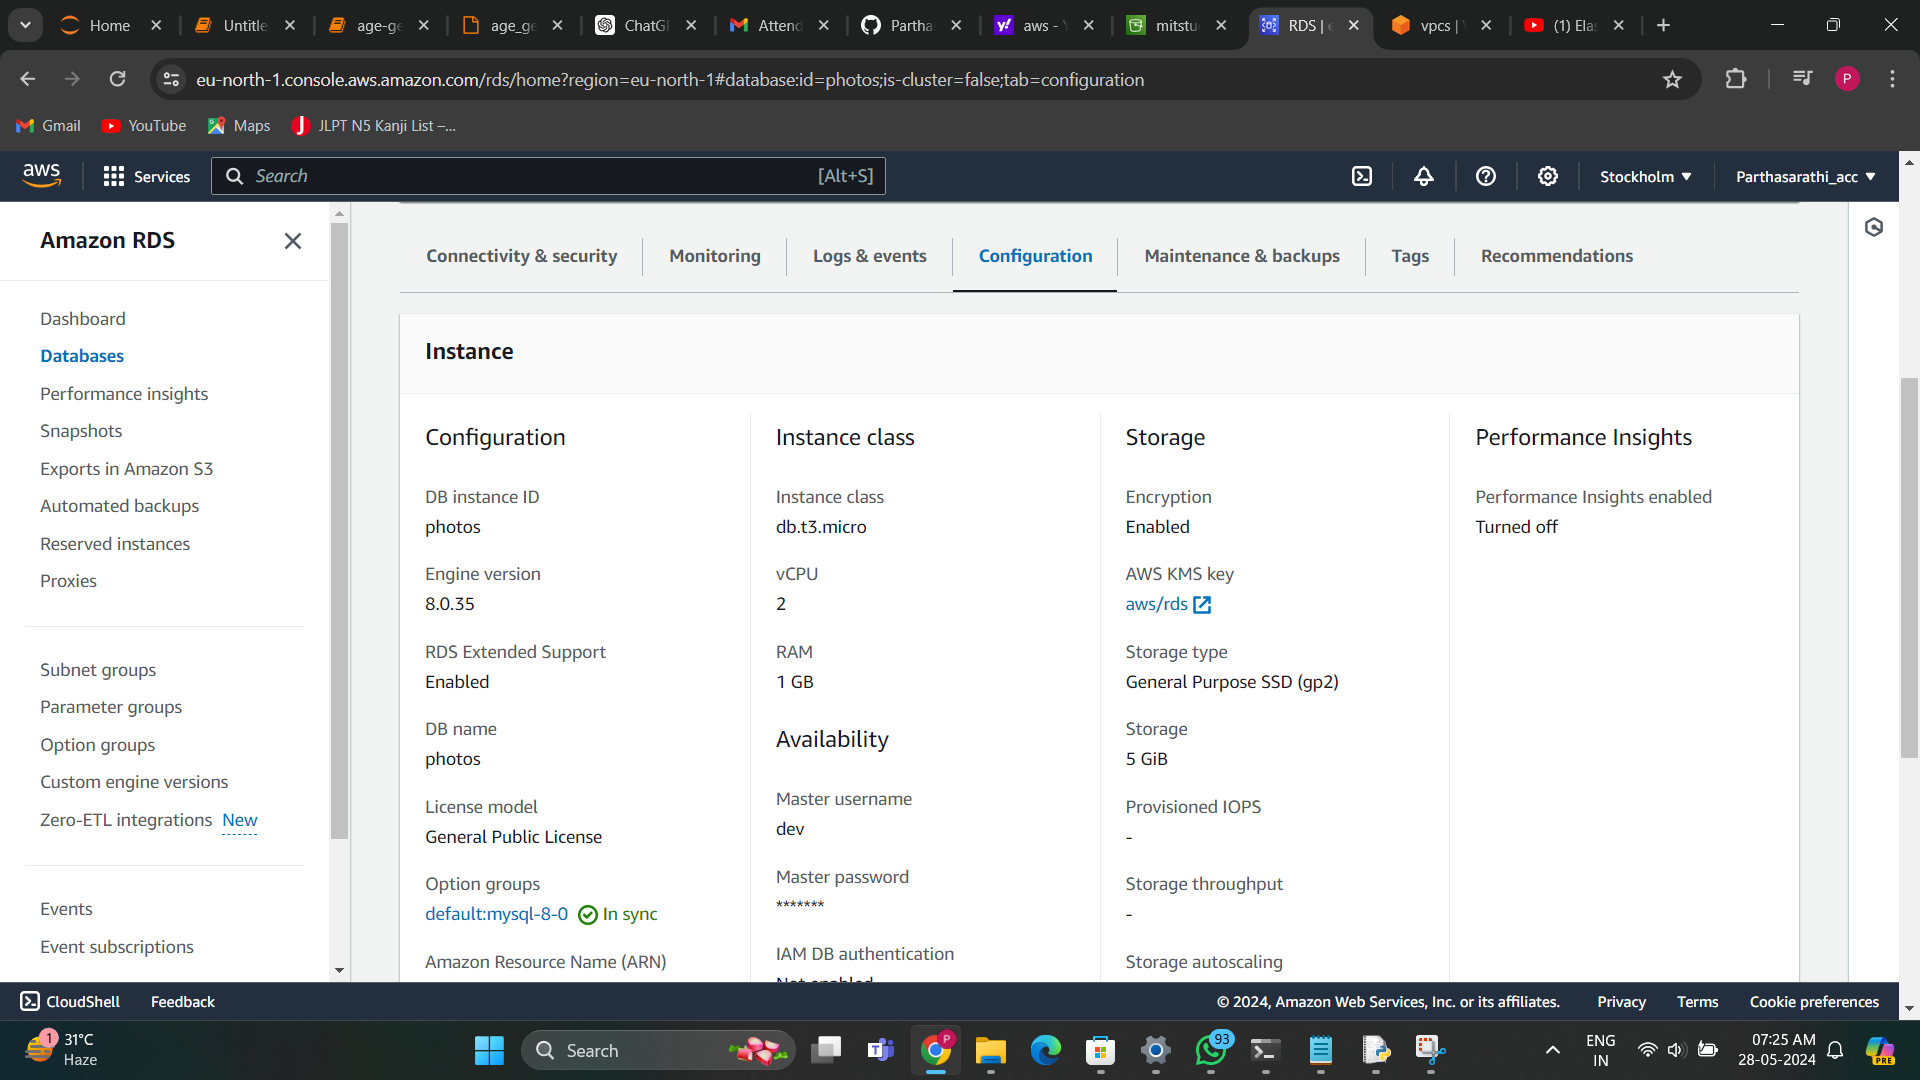 Home
Untitle
age-ge
age_ge
ChatG
Attend
Partha
aws -
mitstu
RDS | e
vpcs |
(1) Elas
eu-north-1.console.aws.amazon.com/rds/home?region=eu-north-1#database:id=photos;is-cluster=false;tab=configuration
P
Gmail
YouTube
Maps
JLPT N5 Kanji List –...
aws
Services
Search
[Alt+S]
Stockholm
Parthasarathi_acc
Amazon RDS
Dashboard
Databases
Performance insights
Snapshots
Exports in Amazon S3
Automated backups
Reserved instances
Proxies
Subnet groups
Parameter groups
Option groups
Custom engine versions
Zero-ETL integrations New
Events
Event subscriptions
Connectivity & security
Monitoring
Logs & events
Configuration
Maintenance & backups
Tags
Recommendations
Instance
Configuration
DB instance ID
photos
Engine version
8.0.35
RDS Extended Support
Enabled
DB name
photos
License model
General Public License
Option groups
default:mysql-8-0 In sync
Amazon Resource Name (ARN)
Instance class
Instance class
db.t3.micro
vCPU
2
RAM
1 GB
Availability
Master username
dev
Master password
*******
IAM DB authentication
Not enabled
Storage
Encryption
Enabled
AWS KMS key
aws/rds
Storage type
General Purpose SSD (gp2)
Storage
5 GiB
Provisioned IOPS
-
Storage throughput
-
Storage autoscaling
Performance Insights
Performance Insights enabled
Turned off
CloudShell
Feedback
© 2024, Amazon Web Services, Inc. or its affiliates.
Privacy
Terms
Cookie preferences
1
31°C
Haze
Search
P
93
ENG
IN
07:25 AM
28-05-2024
PRE